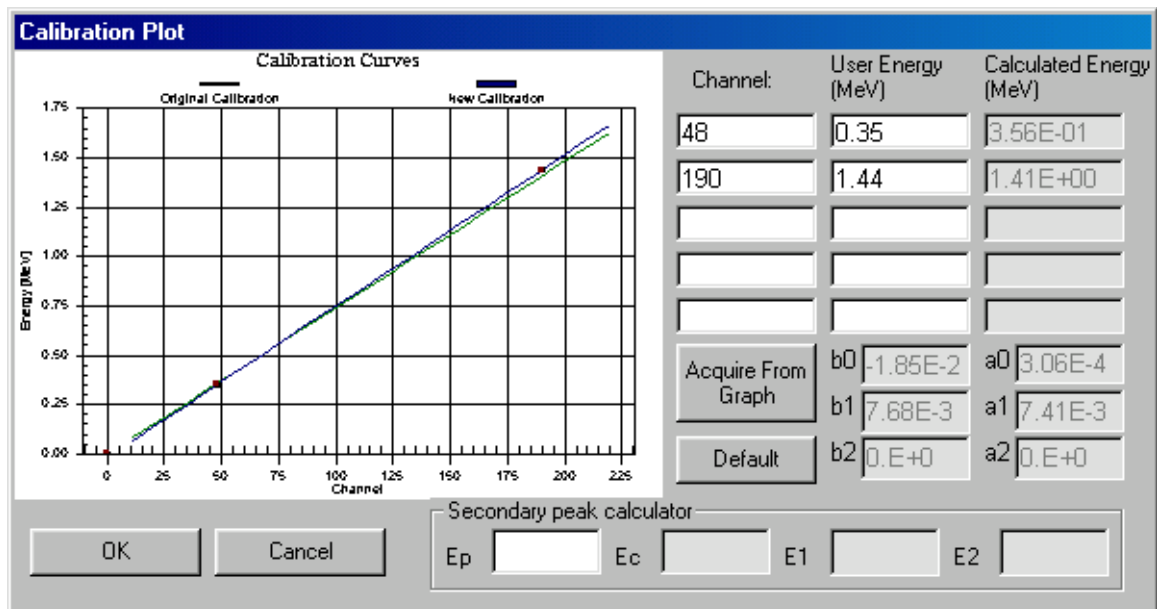 Calibration Plot
Calibration Curves
Original Calibration
New Calibration
1.75
1.50
1.25
1.00
0.75
0.50
0.25
0.00
Energy [MeV]
0 25 50 75 100 125 150 175 200 225
Channel
Channel: User Energy (MeV) Calculated Energy (MeV)
48 0.35 3.56E-01
190 1.44 1.41E+00
Acquire From Graph
Default
b0 -1.85E-2 a0 3.06E-4
b1 7.68E-3 a1 7.41E-3
b2 0.E+0 a2 0.E+0
OK
Cancel
Secondary peak calculator
Ep Ec E1 E2